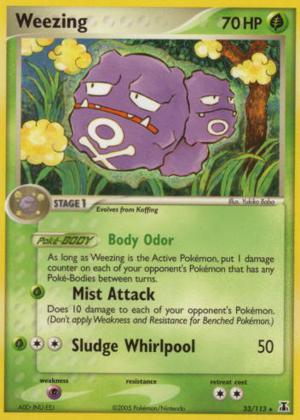 Weezing 70 HP
Illus. Yukiko Baba
STAGE 1
Evolves from Koffing
Poké-BODY Body Odor
As long as Weezing is the Active Pokémon, put 1 damage
counter on each of your opponent's Pokémon that has any
Poké-Bodies between turns.
Mist Attack
Does 10 damage to each of your opponent's Pokémon.
(Don't apply Weakness and Resistance for Benched Pokémon.)
Sludge Whirlpool 50
weakness resistance retreat cost
©2005 Pokémon/Nintendo 33/113